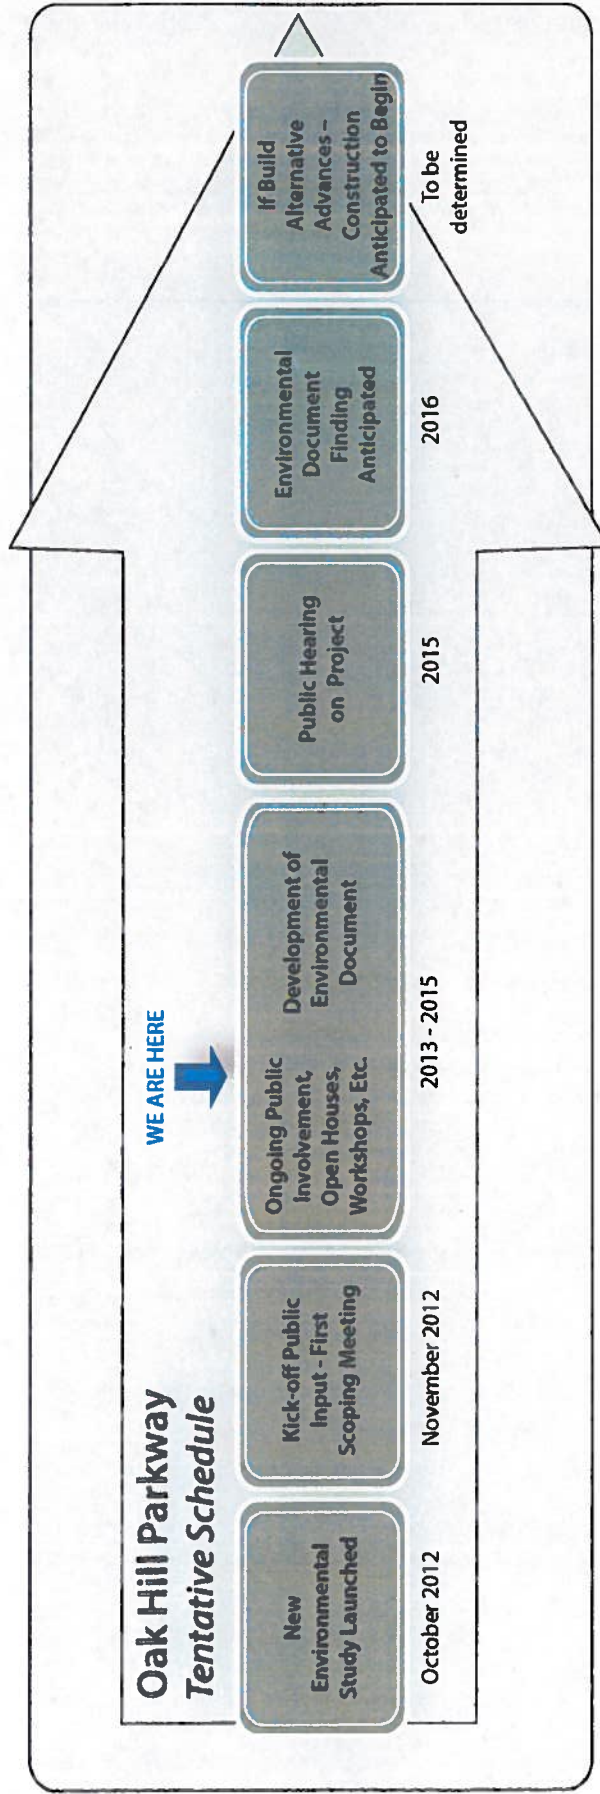 Oak Hill Parkway
Tentative Schedule
WE ARE HERE
New
Environmental
Study Launched
October 2012
Kick-off Public
Input - First
Scoping Meeting
November 2012
Ongoing Public
Involvement,
Open Houses,
Workshops, Etc.
Development of
Environmental
Document
2013 - 2015
Public Hearing
on Project
2015
Environmental
Document
Finding
Anticipated
2016
If Build
Alternative
Advances –
Construction
Anticipated to Begin
To be
determined